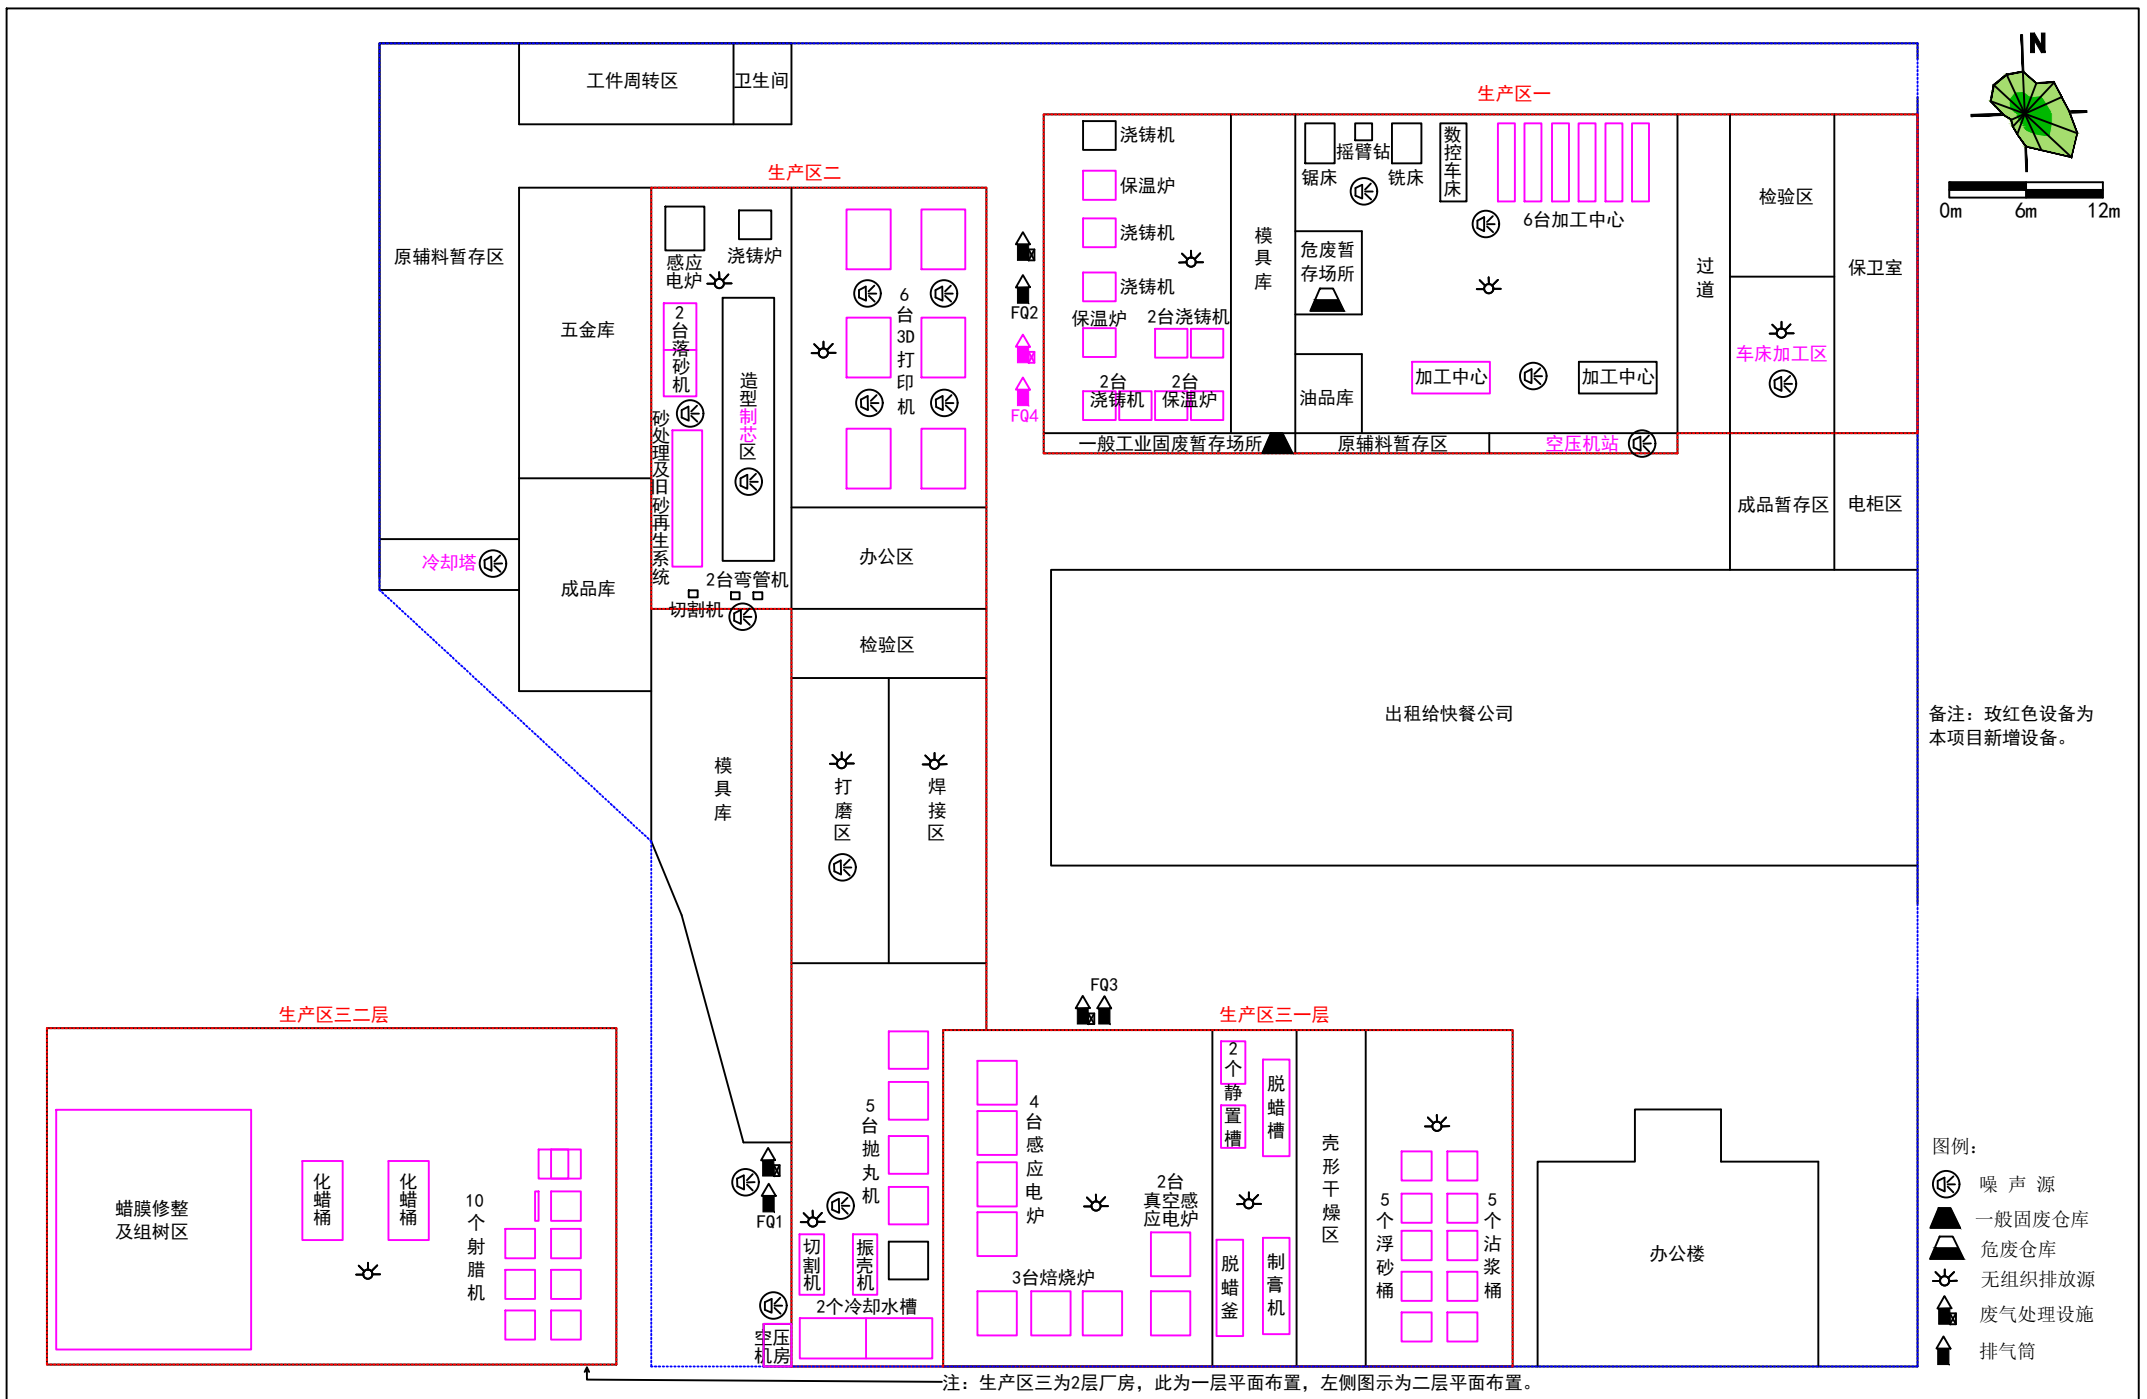 N
0m
6m
12m
工件周转区
卫生间
生产区一
生产区二
原辅料暂存区
五金库
成品库
冷却塔
感应
电炉
浇铸炉
2
台
落
砂
机
造
型
制
芯
区
砂
处
理
及
旧
砂
再
生
系
统
2台弯管机
切割机
6
台
3D
打
印
机
办公区
检验区
模
具
库
打
磨
区
焊
接
区
FQ2
FQ4
浇铸机
保温炉
浇铸机
浇铸机
保温炉
2台浇铸机
2台
浇铸机
2台
保温炉
模
具
库
锯床
摇臂钻
铣床
数
控
车
床
6台加工中心
危废暂
存场所
油品库
加工中心
加工中心
过
道
检验区
保卫室
车床加工区
一般工业固废暂存场所
原辅料暂存区
空压机站
成品暂存区
电柜区
出租给快餐公司
备注：玫红色设备为
本项目新增设备。
生产区三二层
蜡膜修整
及组树区
化
蜡
桶
化
蜡
桶
10
个
射
腊
机
FQ1
空压
机房
5
台
抛
丸
机
切
割
机
振
壳
机
2个冷却水槽
FQ3
生产区三一层
4
台
感
应
电
炉
2台
真空感
应电炉
3台焙烧炉
2
个
静
置
槽
脱
蜡
槽
脱
蜡
釜
制
膏
机
壳
形
干
燥
区
5
个
浮
砂
桶
5
个
沾
浆
桶
办公楼
图例：
噪 声 源
一般固废仓库
危废仓库
无组织排放源
废气处理设施
排气筒
注：生产区三为2层厂房，此为一层平面布置，左侧图示为二层平面布置。